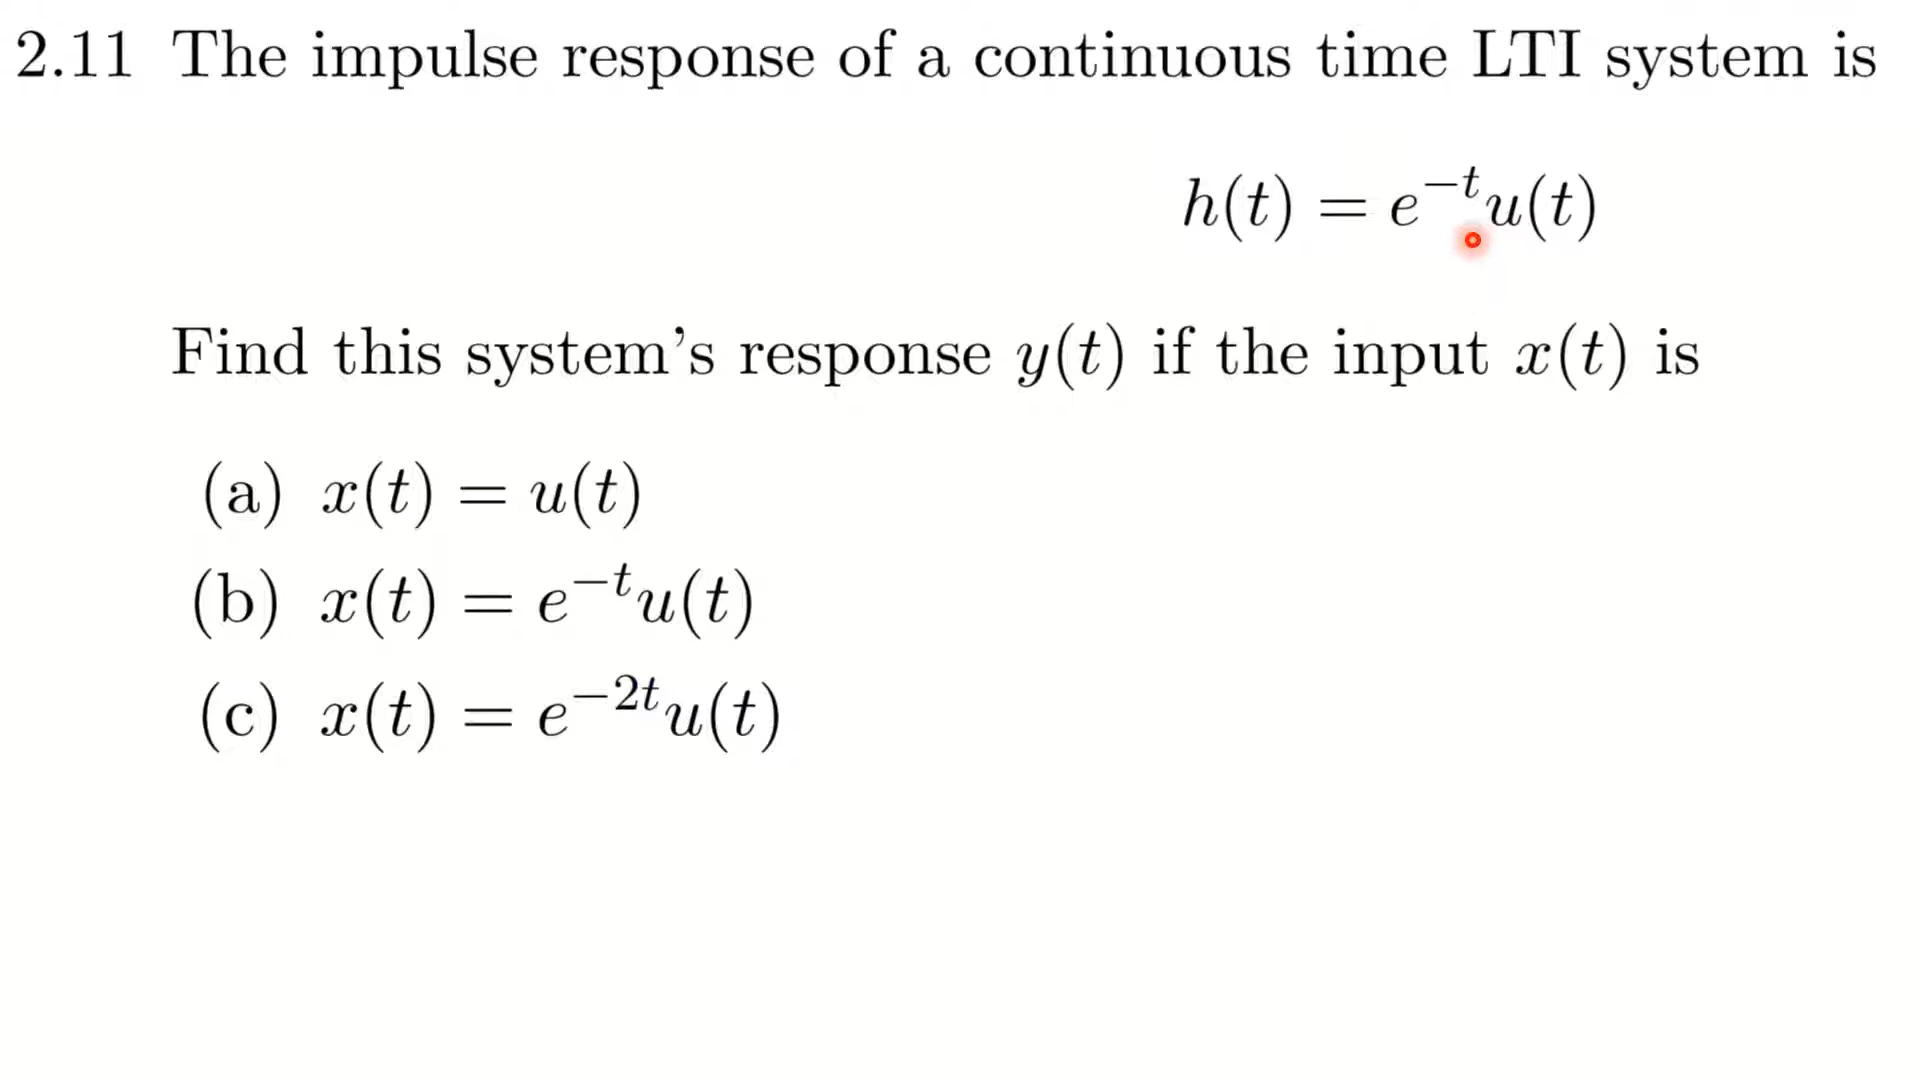 2.11 The impulse response of a continuous time LTI system is
h(t) = e^{-t}u(t)
Find this system's response y(t) if the input x(t) is
(a) x(t) = u(t)
(b) x(t) = e^{-t}u(t)
(c) x(t) = e^{-2t}u(t)